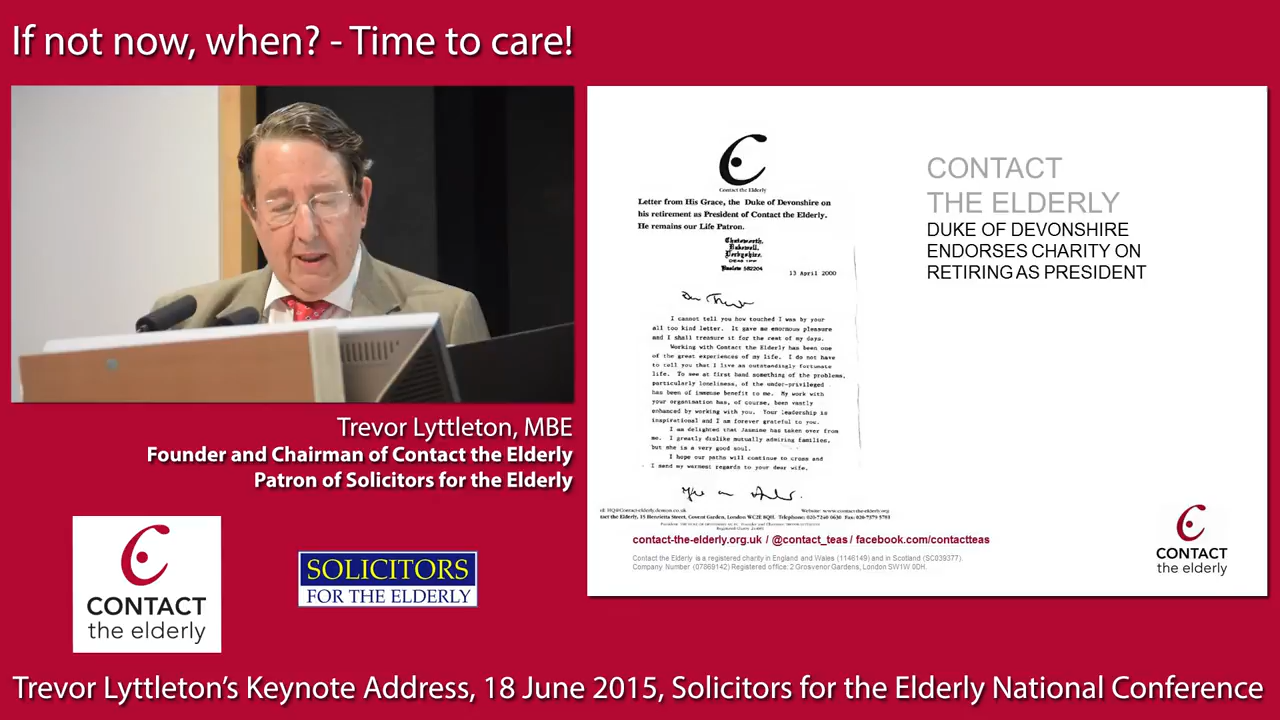 If not now, when? - Time to care!
Trevor Lyttleton, MBE
Founder and Chairman of Contact the Elderly
Patron of Solicitors for the Elderly
CONTACT
the elderly
SOLICITORS
FOR THE ELDERLY
Contact the Elderly
Letter from His Grace, the Duke of Devonshire on
his retirement as President of Contact the Elderly.
He remains our Life Patron.
Chatsworth,
Bakewell,
Derbyshire,
13 April 2000
I cannot tell you how touched I was by your
all too kind letter. It gave me enormous pleasure
and I shall treasure it for the rest of my days.
Working with Contact the Elderly has been one
of the great experiences of my life. I do not have
to tell you that I live an outstandingly fortunate
life. To see at first hand something of the problems,
particularly loneliness, of the under-privileged
has been of immense benefit to me. My work with
your organisation has, of course, been vastly
enhanced by working with you. Your leadership is
inspirational and I am forever grateful to you.
I am delighted that Jasmine has taken over from
me. I greatly dislike mutually admiring families,
but she is a very good soul.
I hope our paths will continue to cross and
I send my warmest regards to your dear wife.
CONTACT
THE ELDERLY
DUKE OF DEVONSHIRE
ENDORSES CHARITY ON
RETIRING AS PRESIDENT
contact-the-elderly.org.uk / @contact_teas / facebook.com/contactteas
Contact the Elderly is a registered charity in England and Wales (1146149) and in Scotland (SC039377).
Company Number (07869142) Registered office: 2 Grosvenor Gardens, London SW1W 0DH.
CONTACT
the elderly
Trevor Lyttleton's Keynote Address, 18 June 2015, Solicitors for the Elderly National Conference